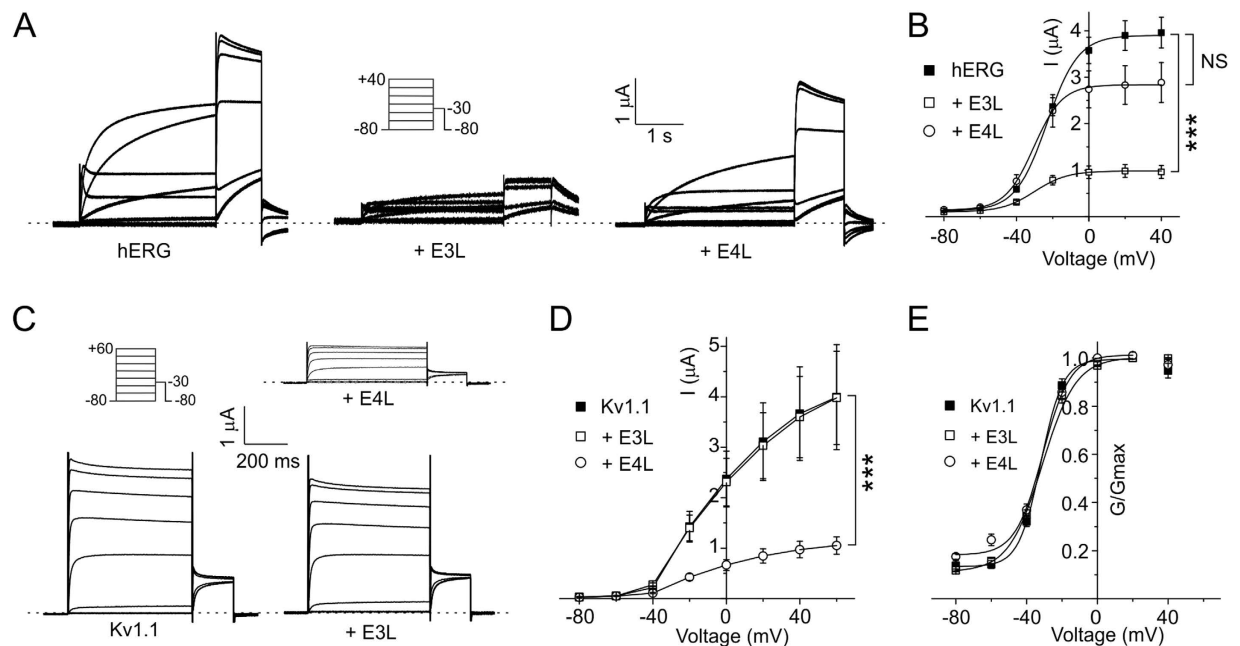 A
+40
-30
-80
-80
1 µA
1 s
hERG
+ E3L
+ E4L
B
I (µA)
4
3
2
1
hERG
+ E3L
+ E4L
NS
***
-80
-40
0
40
Voltage (mV)
C
+60
-30
-80
-80
+ E4L
1 µA
200 ms
Kv1.1
+ E3L
D
I (µA)
5
4
3
2
1
Kv1.1
+ E3L
+ E4L
***
-80
-40
0
40
Voltage (mV)
E
1.0
0.8
0.6
0.4
0.2
G/Gmax
Kv1.1
+ E3L
+ E4L
-80
-40
0
40
Voltage (mV)